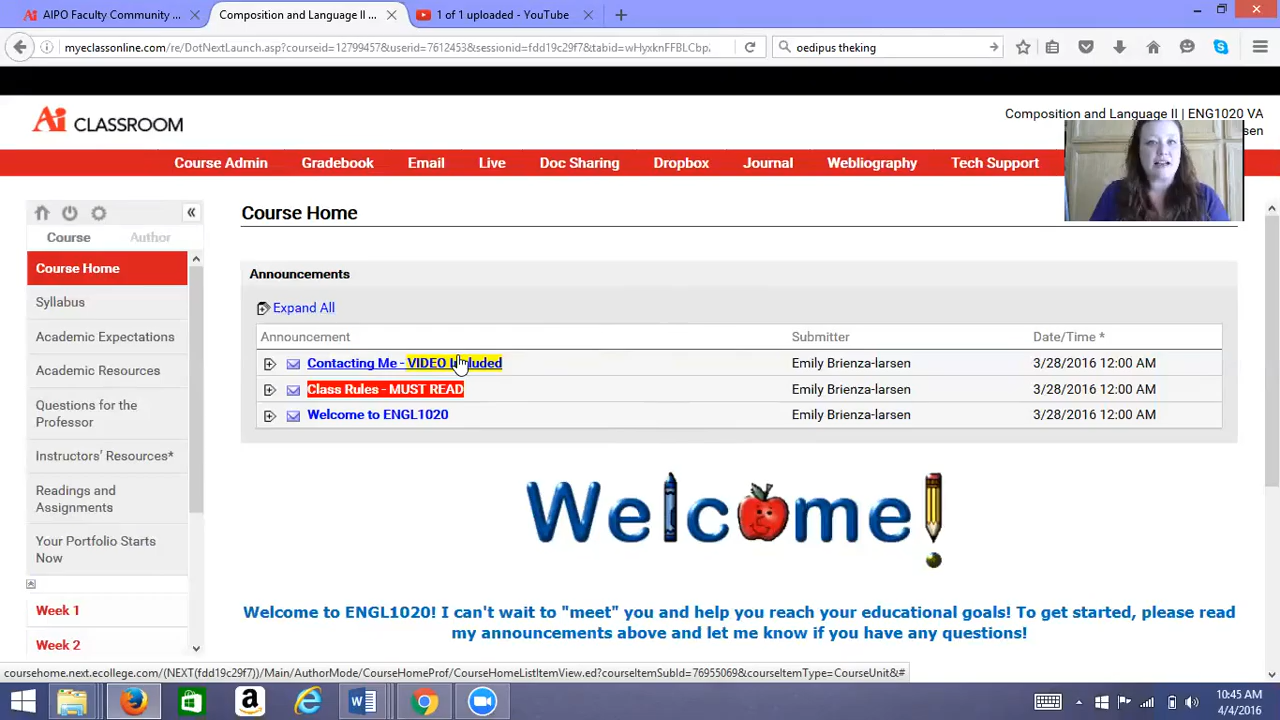 AIPO Faculty Community ...
Composition and Language II ...
1 of 1 uploaded - YouTube
myeclassonline.com/re/DotNextLaunch.asp?courseid=12799457&userid=7612453&sessionid=fdd19c29f7&tabid=wHyxknFFBLCbp
oedipus theking
Ai CLASSROOM
Composition and Language II | ENG1020 VA
sen
Course Admin
Gradebook
Email
Live
Doc Sharing
Dropbox
Journal
Webliography
Tech Support
Course
Author
Course Home
Syllabus
Academic Expectations
Academic Resources
Questions for the
Professor
Instructors' Resources*
Readings and
Assignments
Your Portfolio Starts
Now
Week 1
Week 2
Course Home
Announcements
Expand All
Announcement Submitter Date/Time *
Contacting Me - VIDEO Included Emily Brienza-larsen 3/28/2016 12:00 AM
Class Rules - MUST READ Emily Brienza-larsen 3/28/2016 12:00 AM
Welcome to ENGL1020 Emily Brienza-larsen 3/28/2016 12:00 AM
Welcome!
Welcome to ENGL1020! I can't wait to "meet" you and help you reach your educational goals! To get started, please read
my announcements above and let me know if you have any questions!
coursehome.next.ecollege.com/(NEXT(fdd19c29f7))/Main/AuthorMode/CourseHomeProf/CourseHomeListItemView.ed?courseItemSubId=76955069&courseItemType=CourseUnit&#
10:45 AM
4/4/2016